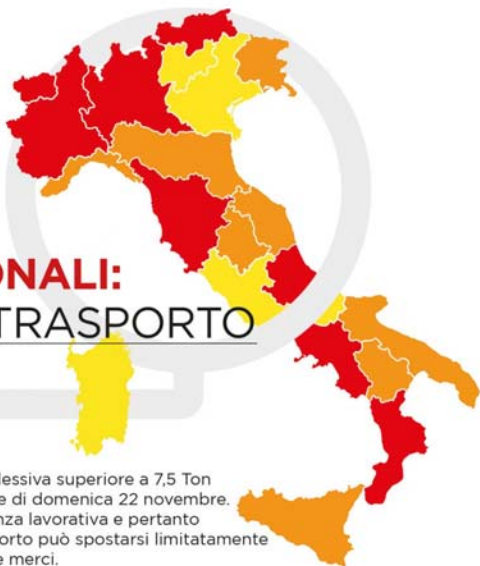 ONALI:
TRASPORTO
lessiva superiore a 7,5 Ton
e di domenica 22 novembre.
nza lavorativa e pertanto
orto può spostarsi limitatamente
e merci.